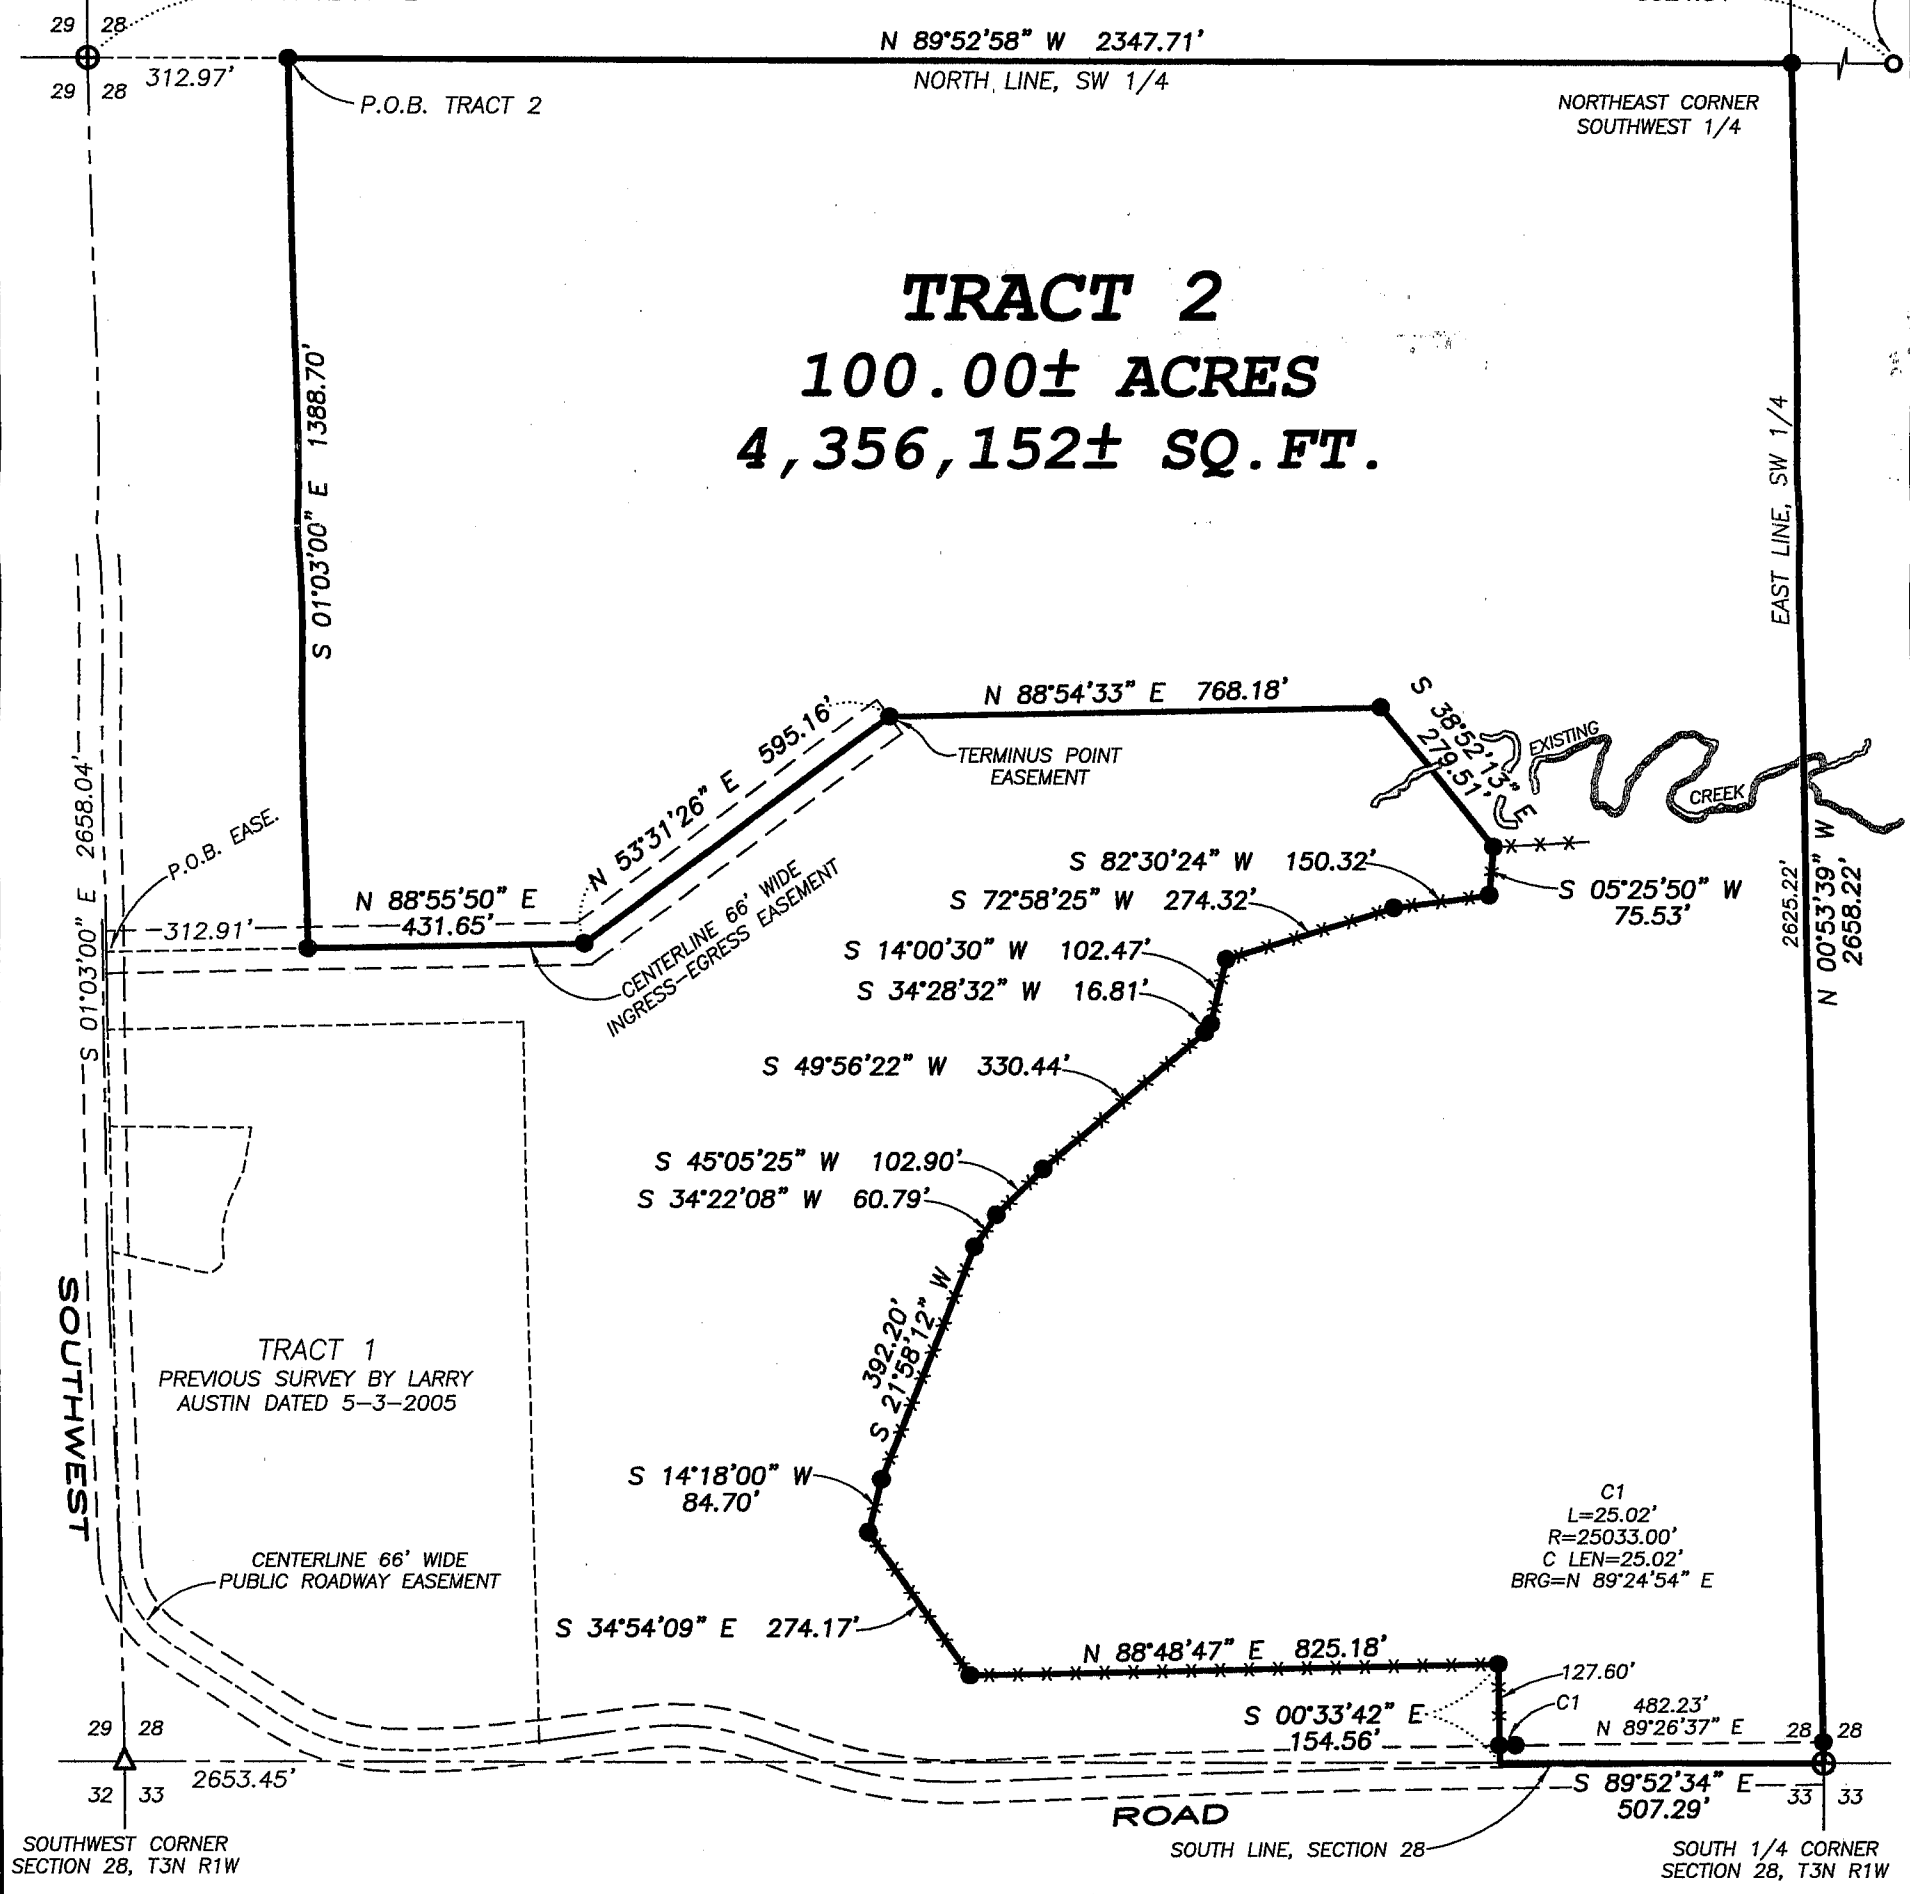 29 28
N 89°52'58" W 2347.71'
312.97'
NORTH LINE, SW 1/4
29 28
P.O.B. TRACT 2
NORTHEAST CORNER
SOUTHWEST 1/4
TRACT 2
100.00± ACRES
4,356,152± SQ.FT.
S 01°03'00" E 1388.70'
EAST LINE, SW 1/4
N 88°54'33" E 768.18'
S 38°52'13" E
279.51'
EXISTING
CREEK
N 53°31'26" E 595.16'
TERMINUS POINT
EASEMENT
S 01°03'00" E 2658.04'
P.O.B. EASE.
S 82°30'24" W 150.32'
S 72°58'25" W 274.32'
S 05°25'50" W
75.53'
N 88°55'50" E
431.65'
312.91'
CENTERLINE 66' WIDE
INGRESS-EGRESS EASEMENT
2625.22'
N 00°53'39" W
2658.22'
S 14°00'30" W 102.47'
S 34°28'32" W 16.81'
S 49°56'22" W 330.44'
S 45°05'25" W 102.90'
S 34°22'08" W 60.79'
392.20'
S 21°58'12" W
SOUTHWEST
TRACT 1
PREVIOUS SURVEY BY LARRY
AUSTIN DATED 5-3-2005
S 14°18'00" W
84.70'
C1
L=25.02'
R=25033.00'
C LEN=25.02'
BRG=N 89°24'54" E
CENTERLINE 66' WIDE
PUBLIC ROADWAY EASEMENT
S 34°54'09" E 274.17'
N 88°48'47" E 825.18'
127.60'
C1
482.23'
N 89°26'37" E
S 00°33'42" E
154.56'
29 28
28 28
2653.45'
32 33
S 89°52'34" E
507.29'
33 33
ROAD
SOUTHWEST CORNER
SECTION 28, T3N R1W
SOUTH LINE, SECTION 28
SOUTH 1/4 CORNER
SECTION 28, T3N R1W